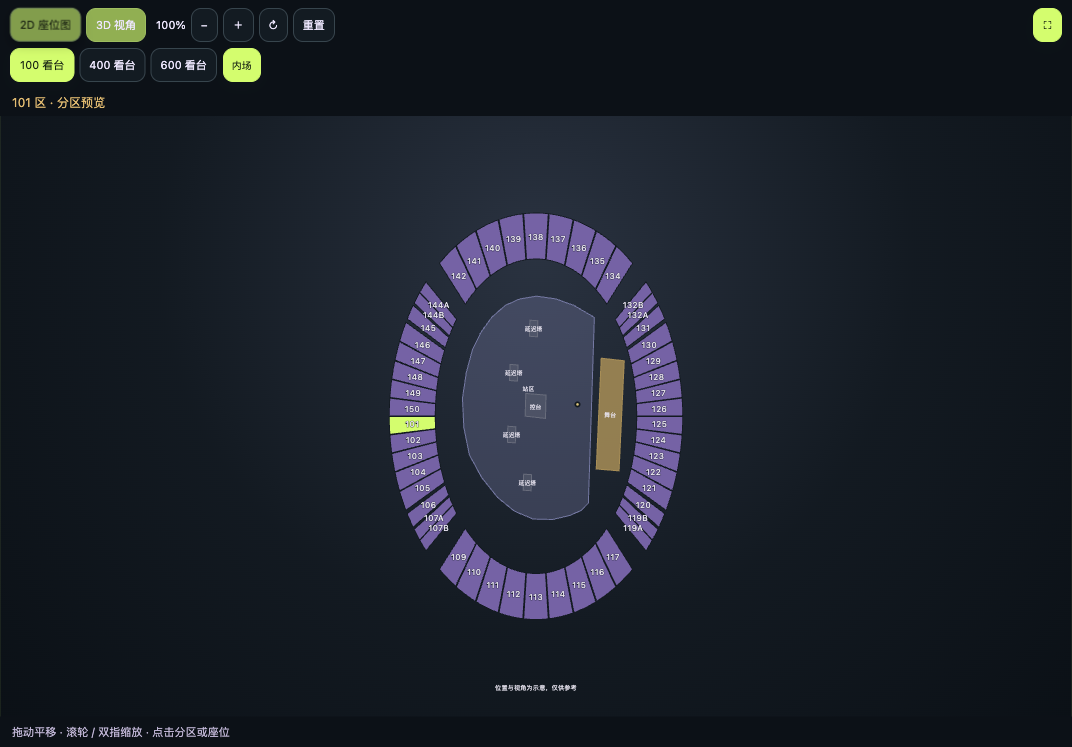 2D 座位图 3D 视角 100% − + ↻ 重置
100 看台 400 看台 600 看台 内场
101 区 · 分区预览
138
139 137
140 136
141 135
142 134
144A 132B
144B 132A
145 131
146 130
147 129
148 128
149 127
150 126
101 125
102 124
103 123
104 122
105 121
106 120
107A 119B
107B 119A
109 117
110 116
111 115
112 114
113
延迟塔
延迟塔
站区
控台
舞台
延迟塔
延迟塔
位置与视角为示意，仅供参考
拖动平移 · 滚轮 / 双指缩放 · 点击分区或座位